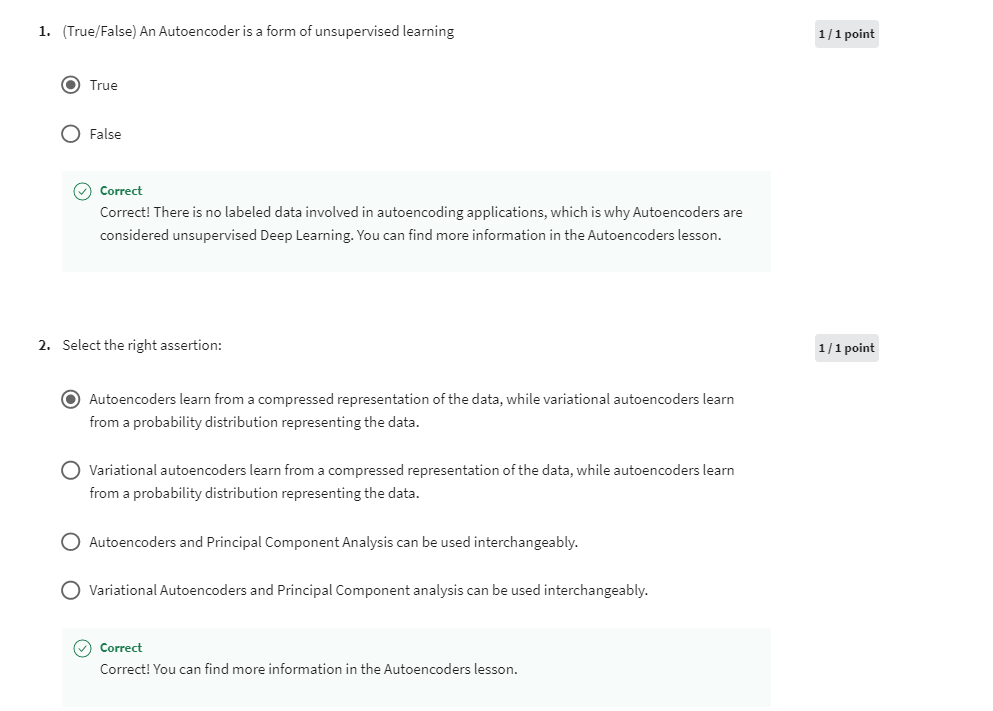 1. (True/False) An Autoencoder is a form of unsupervised learning
1 / 1 point
True
False
Correct
Correct! There is no labeled data involved in autoencoding applications, which is why Autoencoders are
considered unsupervised Deep Learning. You can find more information in the Autoencoders lesson.
2. Select the right assertion:
1 / 1 point
Autoencoders learn from a compressed representation of the data, while variational autoencoders learn
from a probability distribution representing the data.
Variational autoencoders learn from a compressed representation of the data, while autoencoders learn
from a probability distribution representing the data.
Autoencoders and Principal Component Analysis can be used interchangeably.
Variational Autoencoders and Principal Component analysis can be used interchangeably.
Correct
Correct! You can find more information in the Autoencoders lesson.